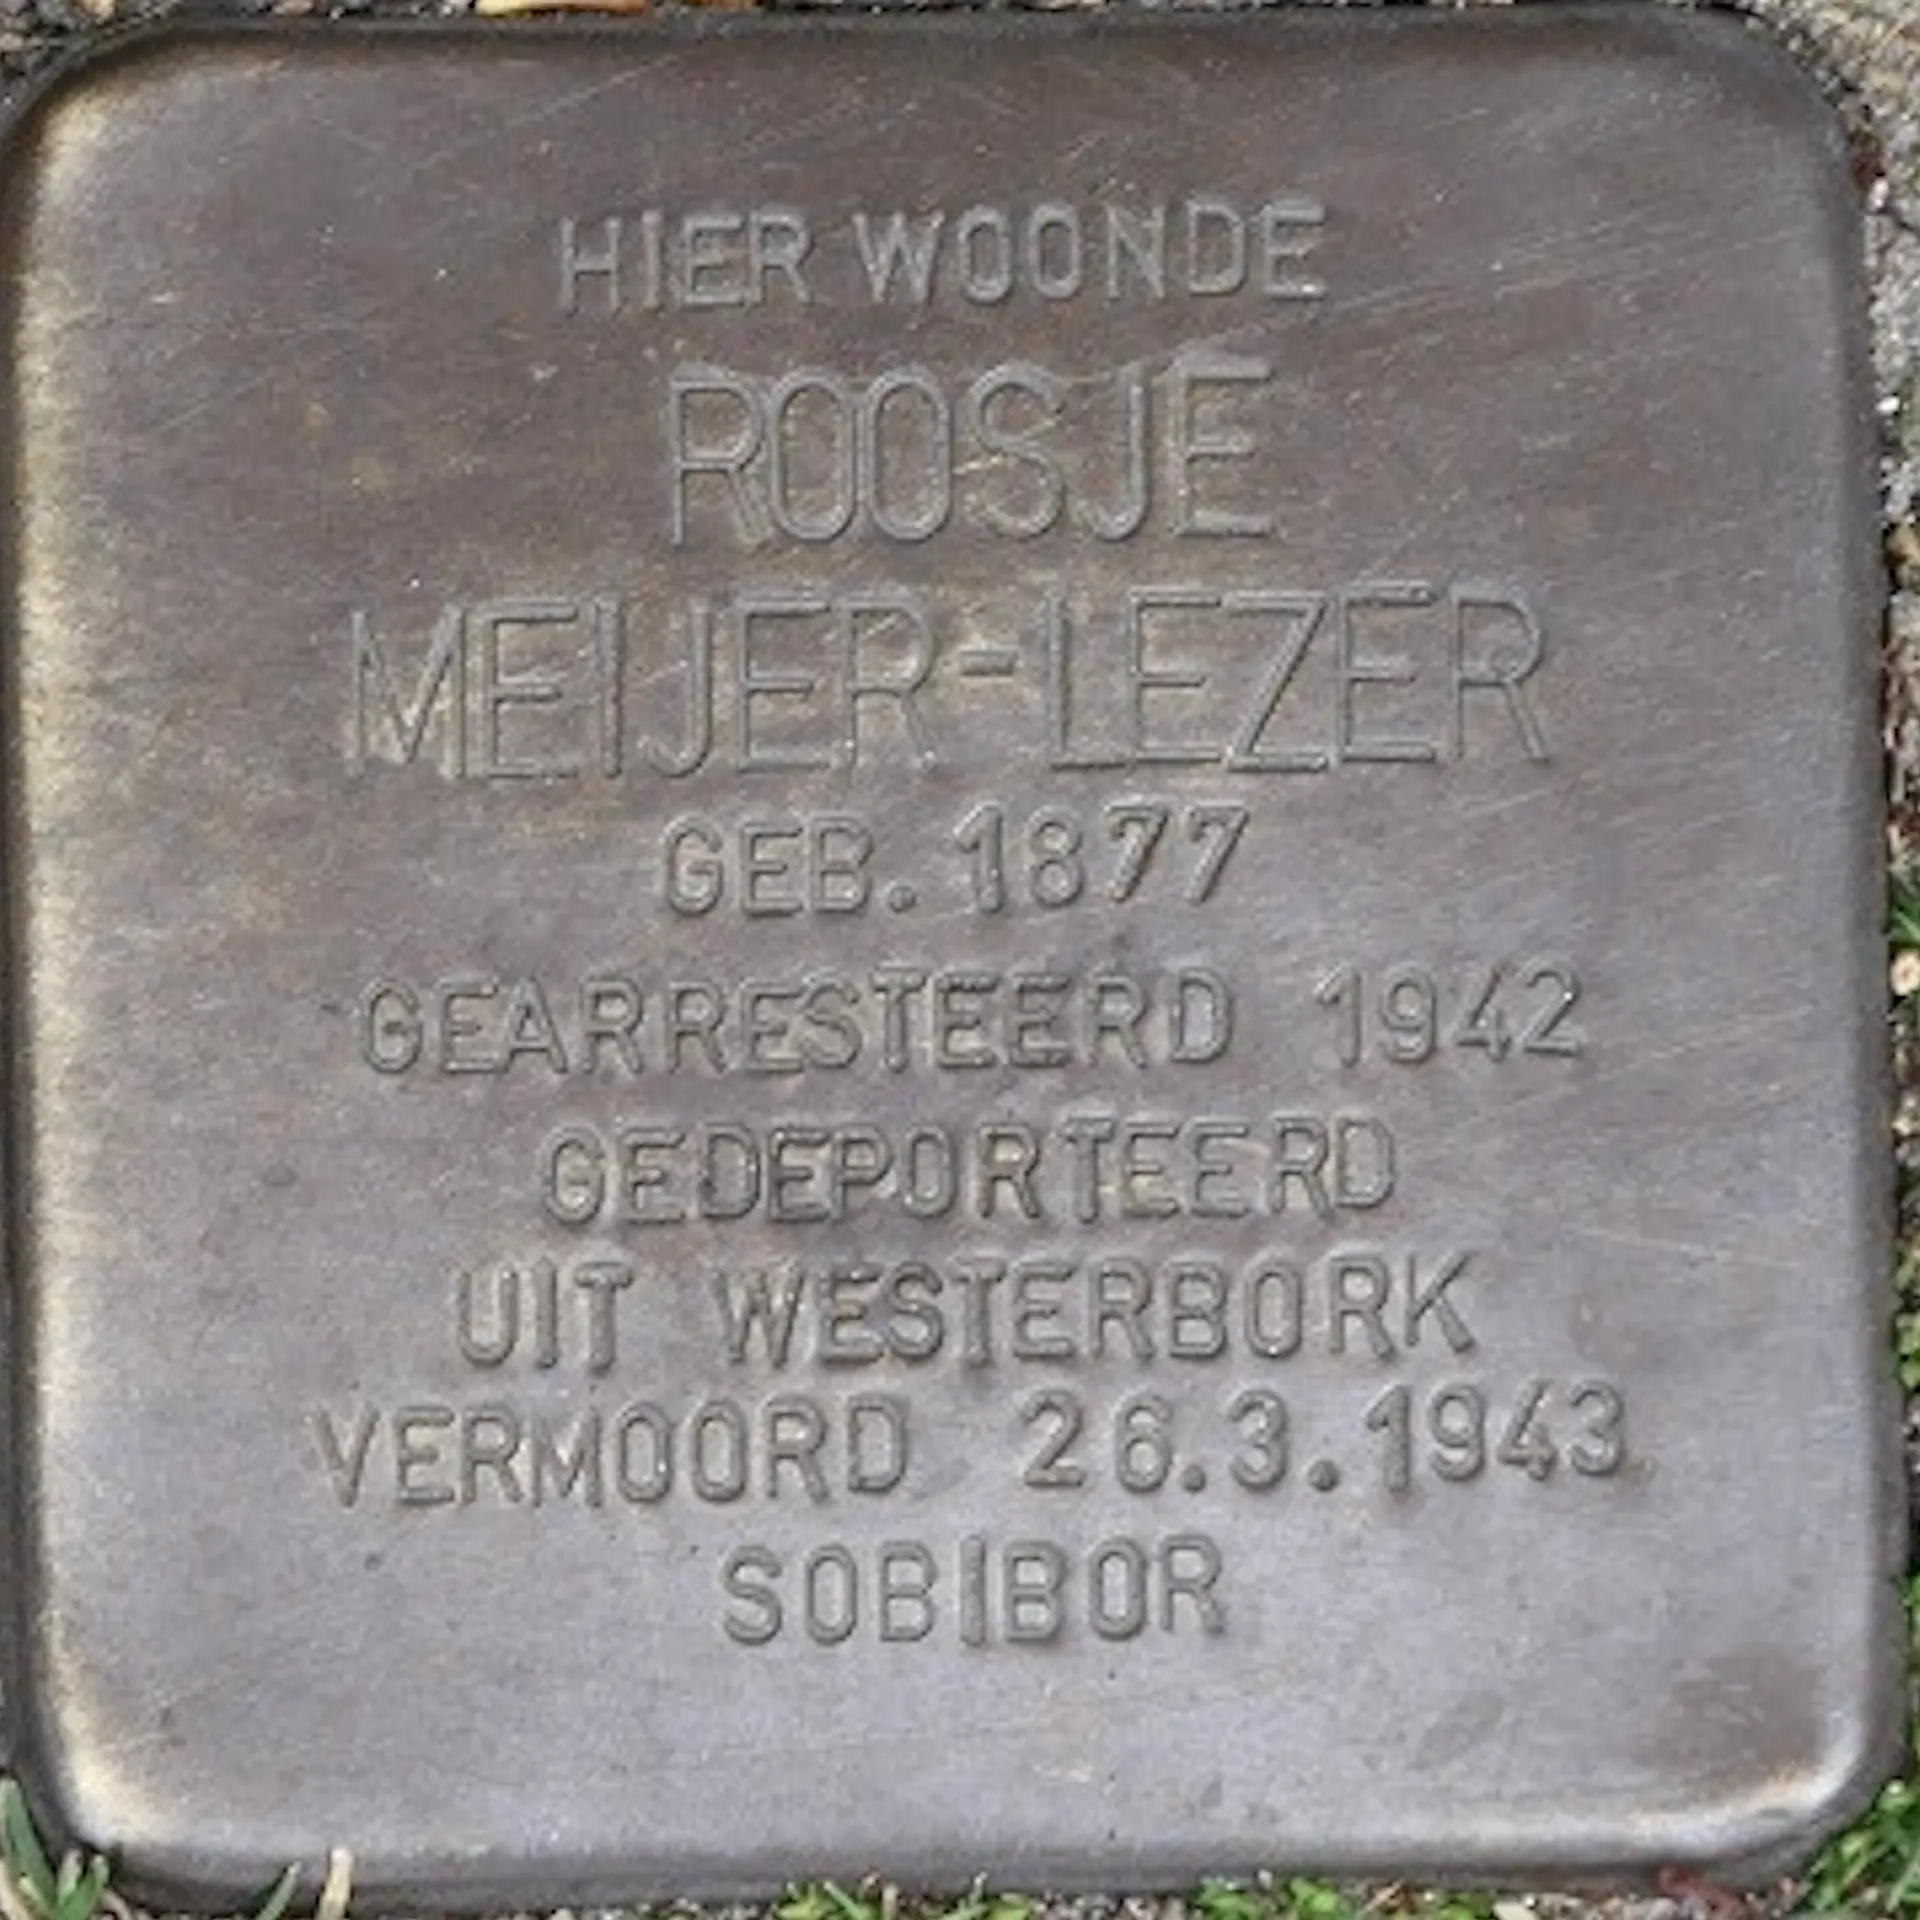 HIER WOONDE
ROOSJE
MEIJER-LEZER
GEB. 1877
GEARRESTEERD 1942
GEDEPORTEERD
UIT WESTERBORK
VERMOORD 26.3.1943
SOBIBOR